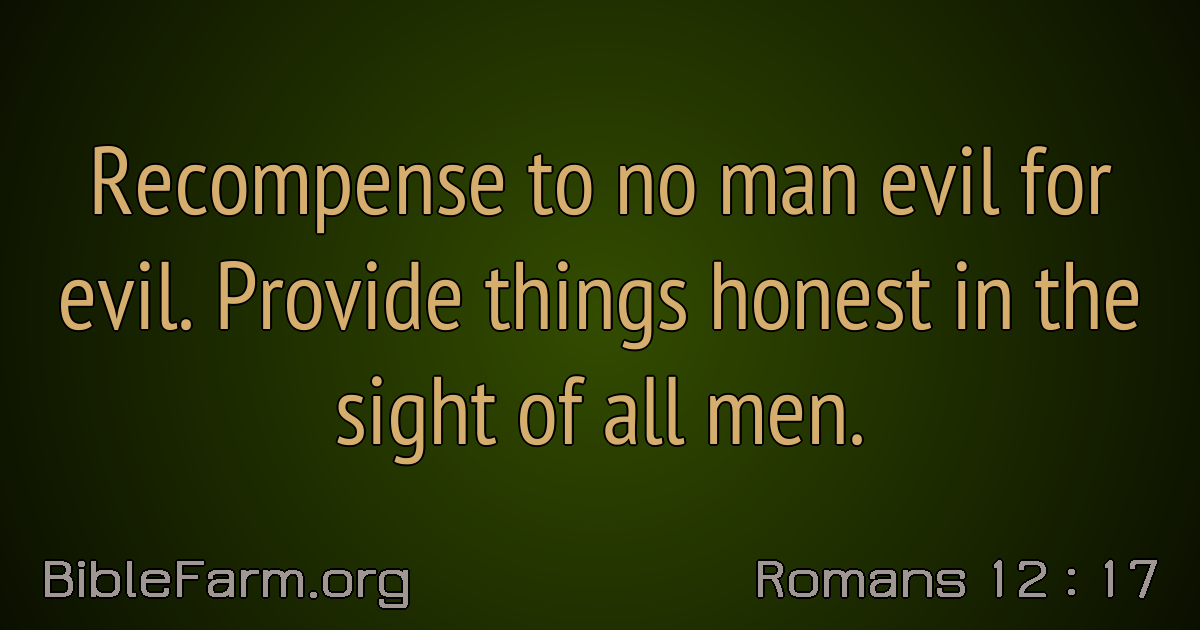 Recompense to no man evil for
evil. Provide things honest in the
sight of all men.
BibleFarm.org
Romans 12 : 17